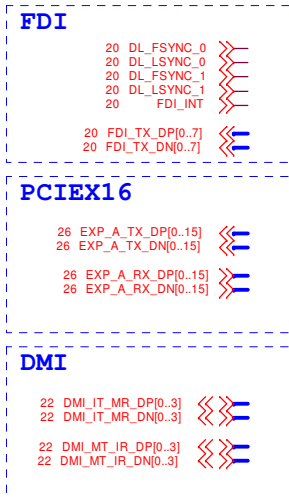 FDI
20 DL_FSYNC_0
20 DL_LSYNC_0
20 DL_FSYNC_1
20 DL_LSYNC_1
20 FDI_INT
20 FDI_TX_DP[0..7]
20 FDI_TX_DN[0..7]
PCIEX16
26 EXP_A_TX_DP[0..15]
26 EXP_A_TX_DN[0..15]
26 EXP_A_RX_DP[0..15]
26 EXP_A_RX_DN[0..15]
DMI
22 DMI_IT_MR_DP[0..3]
22 DMI_IT_MR_DN[0..3]
22 DMI_MT_IR_DP[0..3]
22 DMI_MT_IR_DN[0..3]